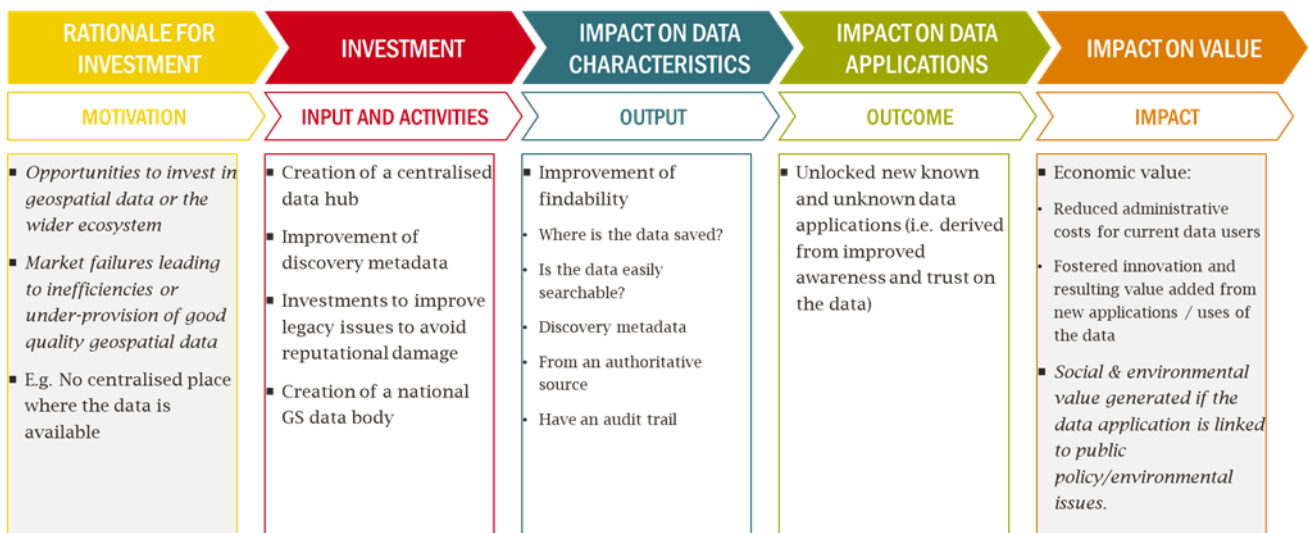 RATIONALE FOR
INVESTMENT
INVESTMENT
IMPACT ON DATA
CHARACTERISTICS
IMPACT ON DATA
APPLICATIONS
IMPACT ON VALUE
MOTIVATION
INPUT AND ACTIVITIES
OUTPUT
OUTCOME
IMPACT
▪ Opportunities to invest in
geospatial data or the
wider ecosystem
▪ Market failures leading
to inefficiencies or
under-provision of good
quality geospatial data
▪ E.g. No centralised place
where the data is
available
▪ Creation of a centralised
data hub
▪ Improvement of
discovery metadata
▪ Investments to improve
legacy issues to avoid
reputational damage
▪ Creation of a national
GS data body
▪ Improvement of
findability
• Where is the data saved?
• Is the data easily
searchable?
• Discovery metadata
• From an authoritative
source
• Have an audit trail
▪ Unlocked new known
and unknown data
applications (i.e. derived
from improved
awareness and trust on
the data)
▪ Economic value:
• Reduced administrative
costs for current data users
• Fostered innovation and
resulting value added from
new applications / uses of
the data
▪ Social & environmental
value generated if the
data application is linked
to public
policy/environmental
issues.